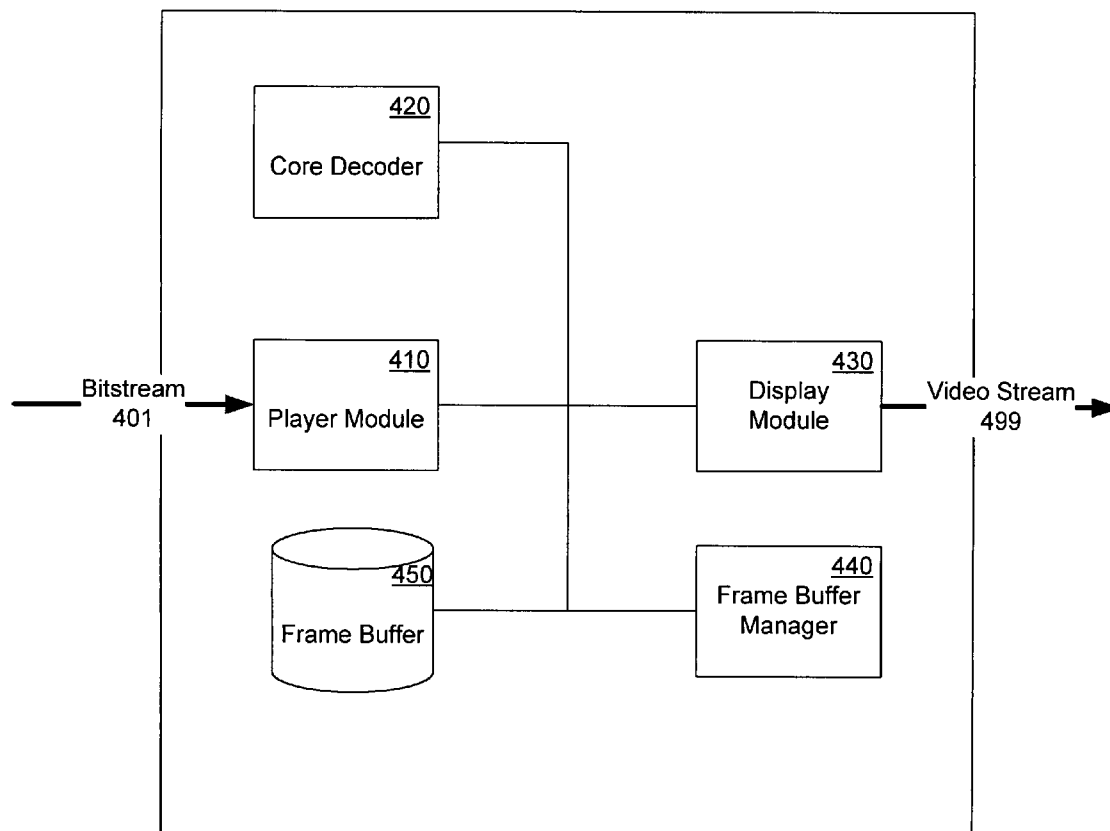 420
Core Decoder
Bitstream
401
410
Player Module
430
Display
Module
Video Stream
499
450
Frame Buffer
440
Frame Buffer
Manager